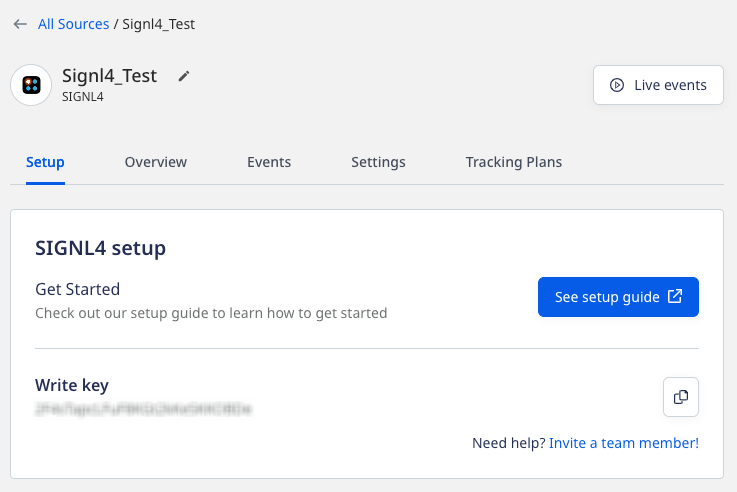 All Sources / Signl4_Test
Signl4_Test
SIGNL4
Live events
Setup Overview Events Settings Tracking Plans
SIGNL4 setup
Get Started
Check out our setup guide to learn how to get started
See setup guide
Write key
Need help? Invite a team member!